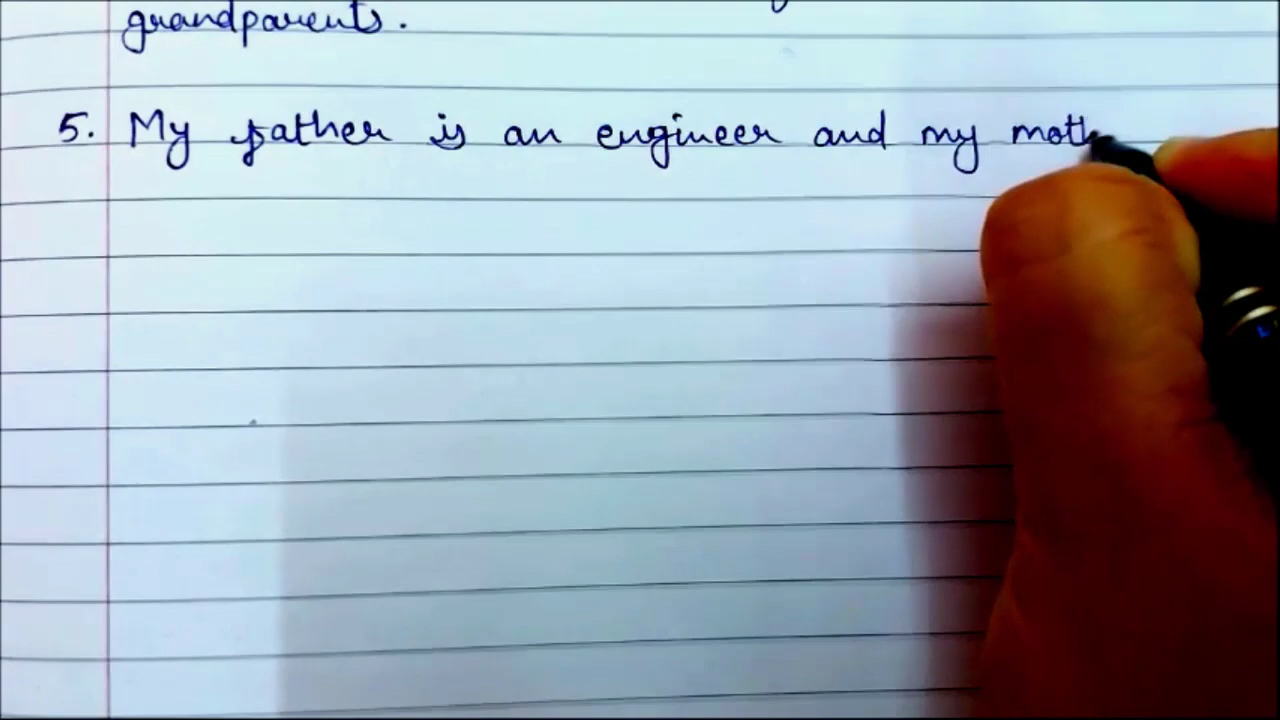 grandparents.
5. My father is an engineer and my moth